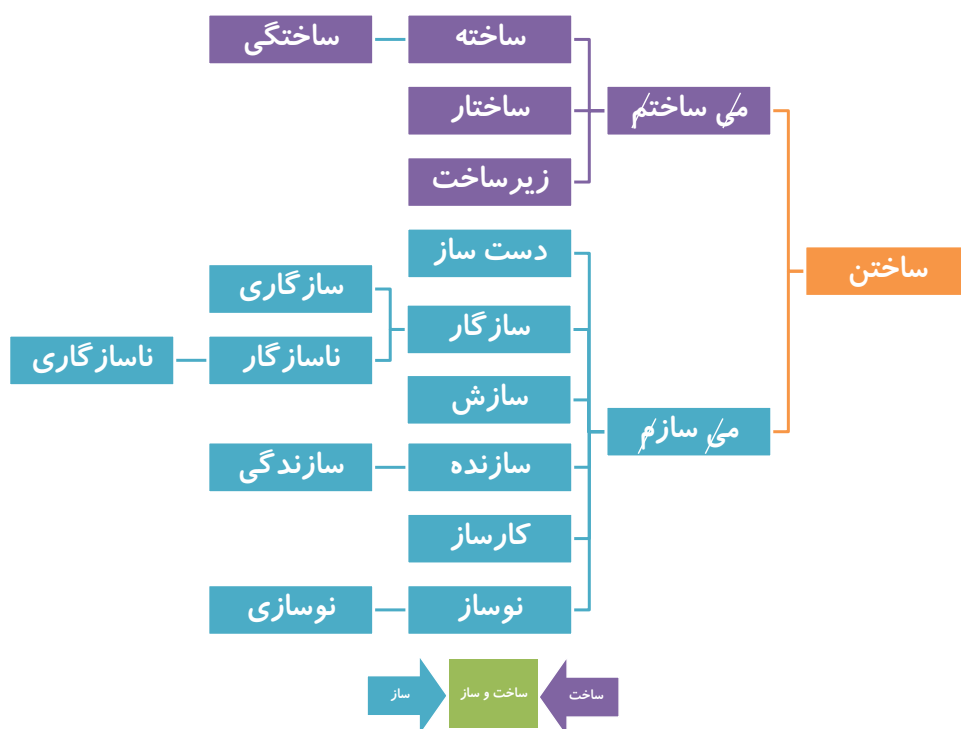 ساخته
ساختگی
می ساختم
ساختار
زیرساخت
ساختن
دست ساز
سازگاری
سازگار
ناسازگار
ناسازگاری
سازش
می سازم
سازنده
سازندگی
کارساز
نوساز
نوسازی
ساخت
ساخت و ساز
ساز